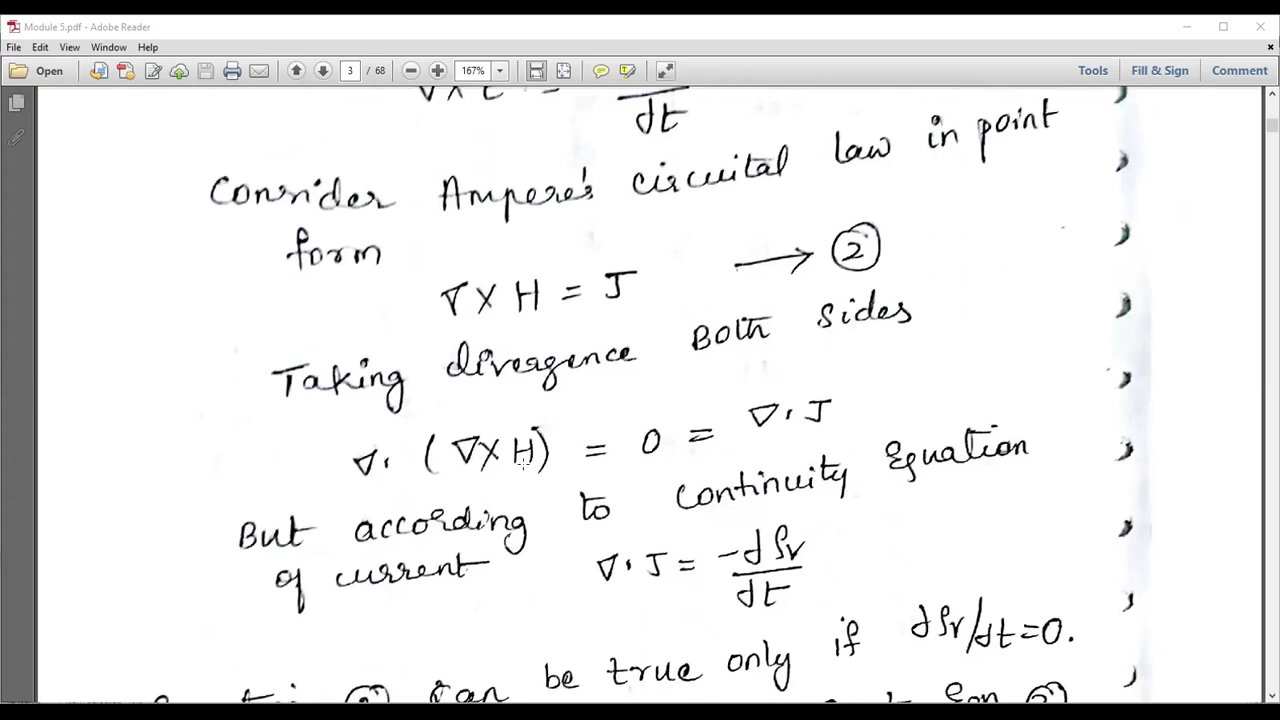 Module 5.pdf - Adobe Reader
File Edit View Window Help
Open 3 / 68 167% Tools Fill & Sign Comment
∇ X E =
dt
Consider Ampere's circuital law in point
form
∇ X H = J → 2
Taking divergence Both sides
∇. ( ∇X H) = 0 = ∇. J
But according to continuity Equation
of current ∇. J = -dρv
dt
can be true only if dρv/dt=0.